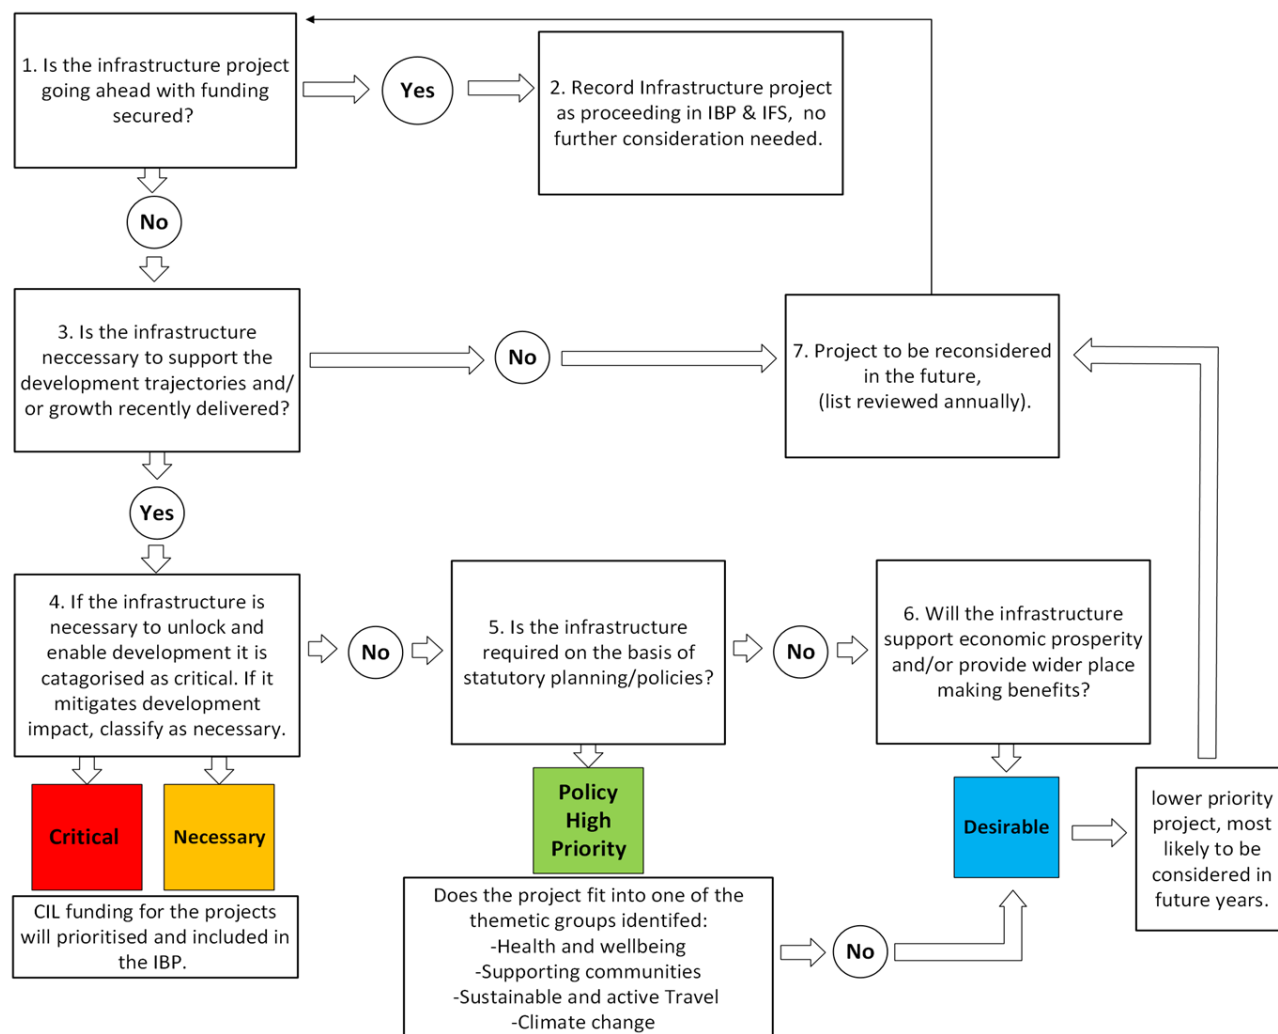 1. Is the infrastructure project
going ahead with funding
secured?
Yes
2. Record Infrastructure project
as proceeding in IBP & IFS, no
further consideration needed.
No
3. Is the infrastructure
neccessary to support the
development trajectories and/
or growth recently delivered?
No
7. Project to be reconsidered
in the future,
(list reviewed annually).
Yes
4. If the infrastructure is
necessary to unlock and
enable development it is
catagorised as critical. If it
mitigates development
impact, classify as necessary.
No
5. Is the infrastructure
required on the basis of
statutory planning/policies?
No
6. Will the infrastructure
support economic prosperity
and/or provide wider place
making benefits?
Critical
Necessary
Policy
High
Priority
Desirable
lower priority
project, most
likely to be
considered in
future years.
CIL funding for the projects
will prioritised and included in
the IBP.
Does the project fit into one of the
themetic groups identifed:
-Health and wellbeing
-Supporting communities
-Sustainable and active Travel
-Climate change
No